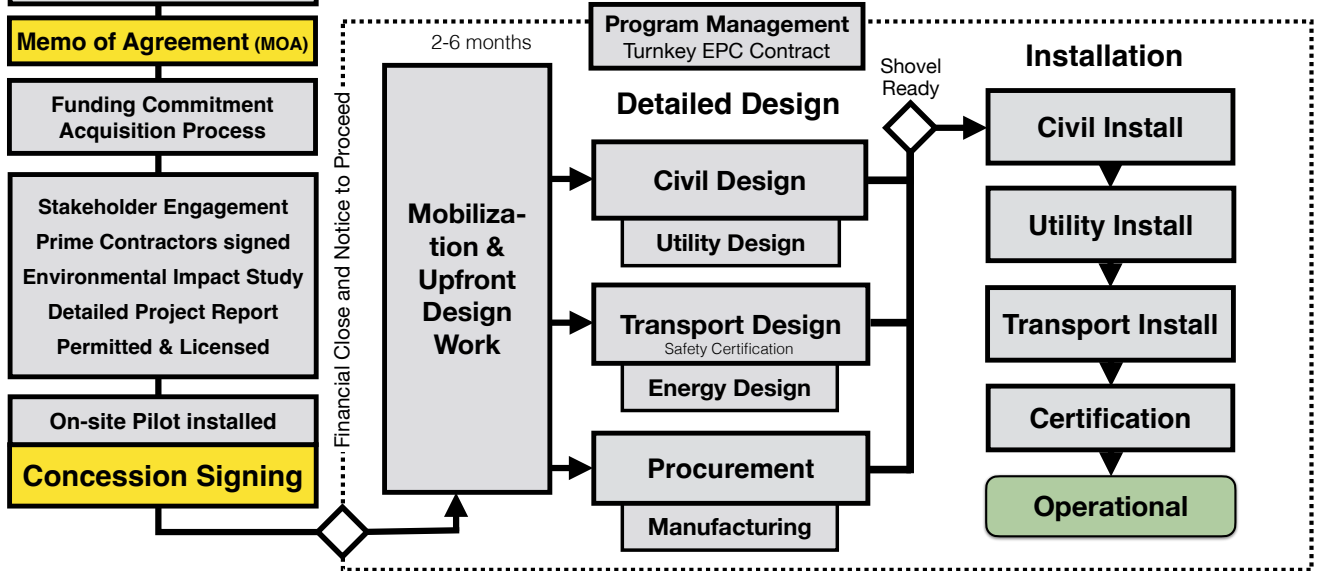 Memo of Agreement (MOA)
Funding Commitment
Acquisition Process
Stakeholder Engagement
Prime Contractors signed
Environmental Impact Study
Detailed Project Report
Permitted & Licensed
On-site Pilot installed
Concession Signing
Financial Close and Notice to Proceed
2-6 months
Mobiliza-
tion &
Upfront
Design
Work
Program Management
Turnkey EPC Contract
Detailed Design
Civil Design
Utility Design
Transport Design
Safety Certification
Energy Design
Procurement
Manufacturing
Shovel
Ready
Installation
Civil Install
Utility Install
Transport Install
Certification
Operational